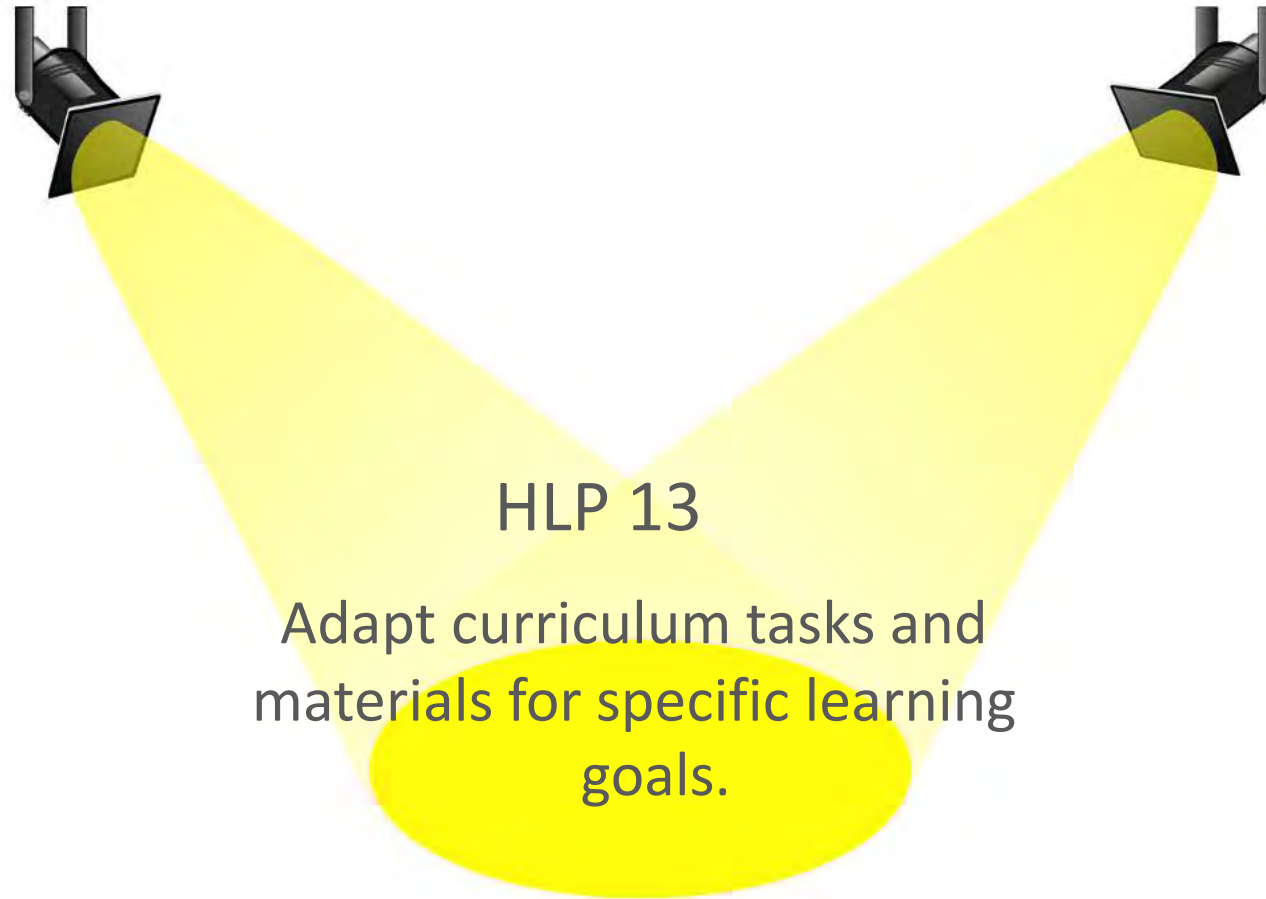 HLP 13
Adapt curriculum tasks and
materials for specific learning
goals.